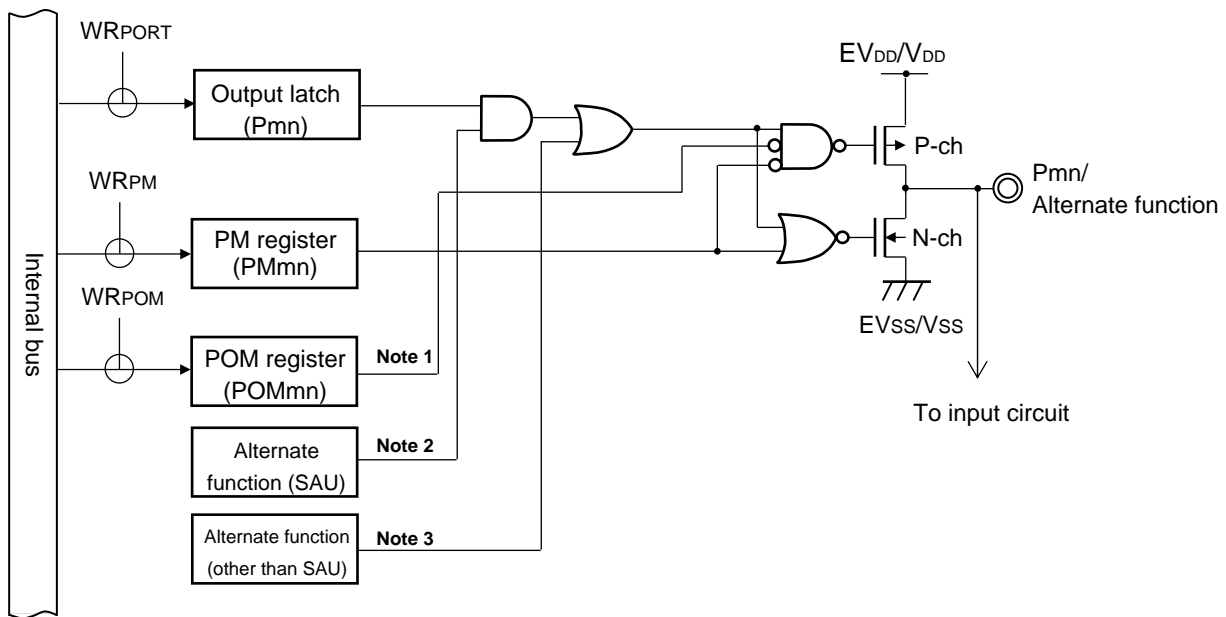 WRPORT
Output latch
(Pmn)
WRPM
PM register
(PMmn)
WRPOM
POM register
(POMmn)
Note 1
Alternate
function (SAU)
Note 2
Alternate function
(other than SAU)
Note 3
Internal bus
EVDD/VDD
P-ch
Pmn/
Alternate function
N-ch
EVSS/VSS
To input circuit